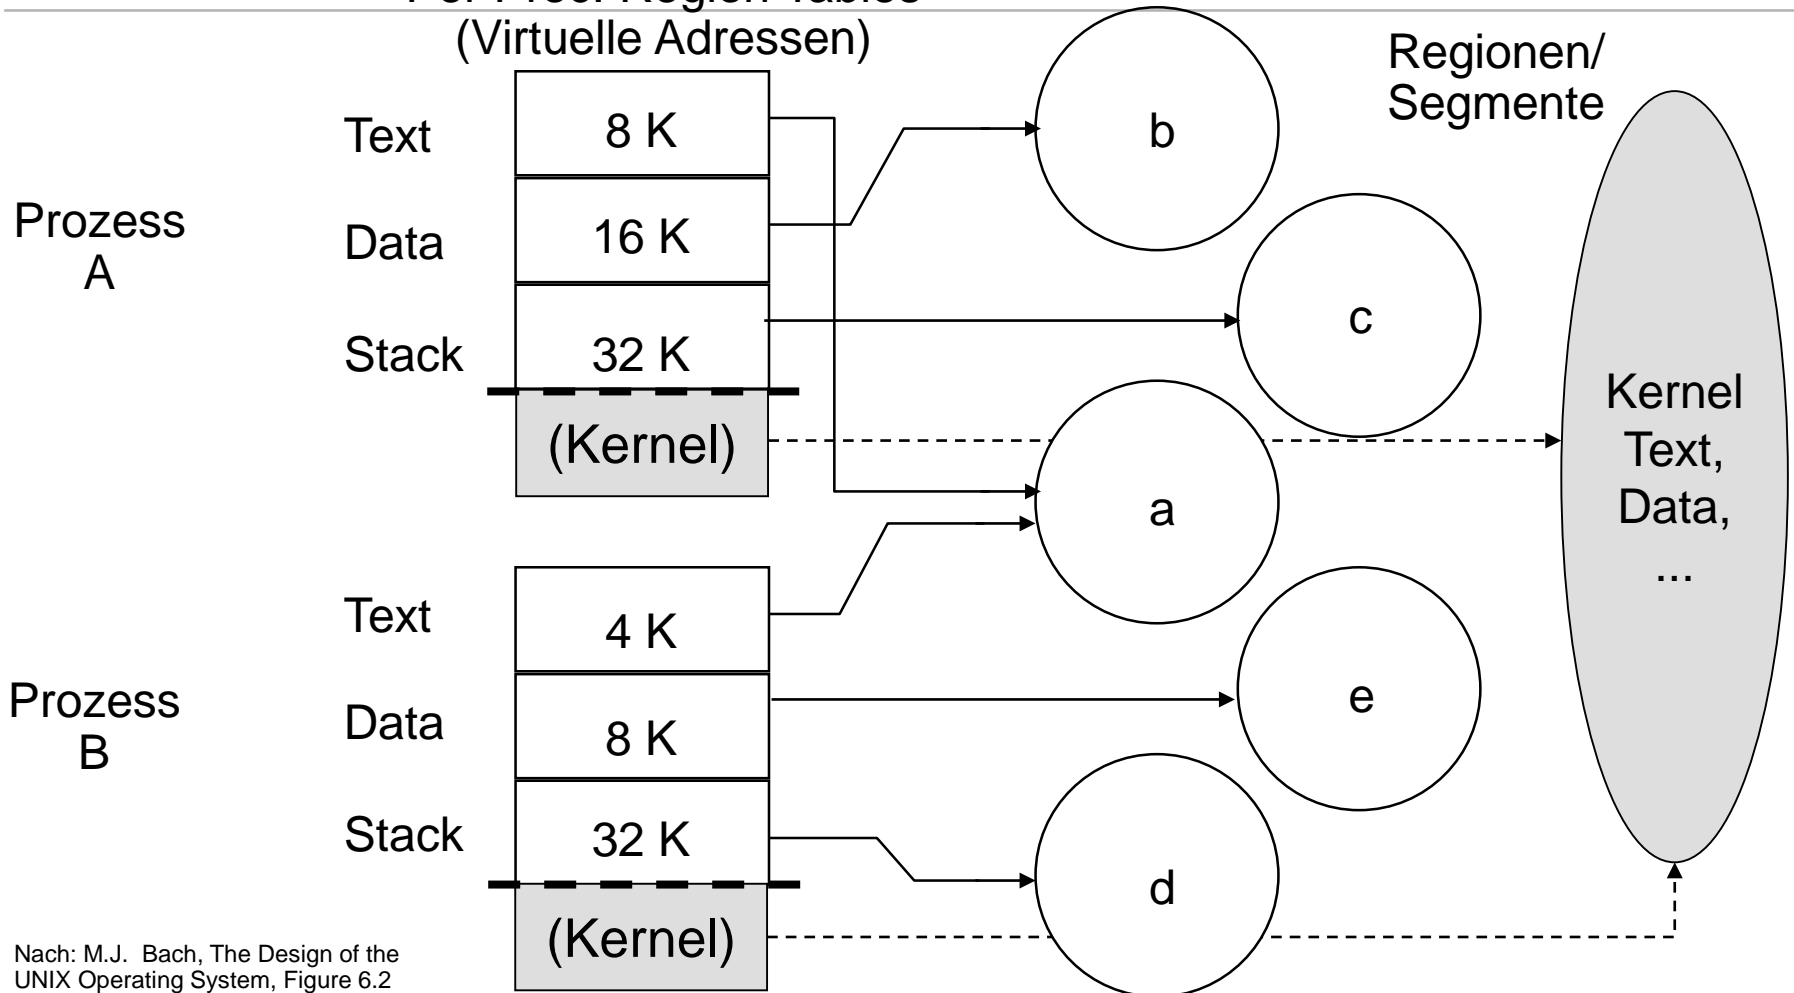 (Virtuelle Adressen)
Regionen/
Segmente
Prozess
A
Text
8 K
Data
16 K
Stack
32 K
(Kernel)
b
c
a
Kernel
Text,
Data,
...
Prozess
B
Text
4 K
Data
8 K
Stack
32 K
(Kernel)
e
d
Nach: M.J. Bach, The Design of the
UNIX Operating System, Figure 6.2